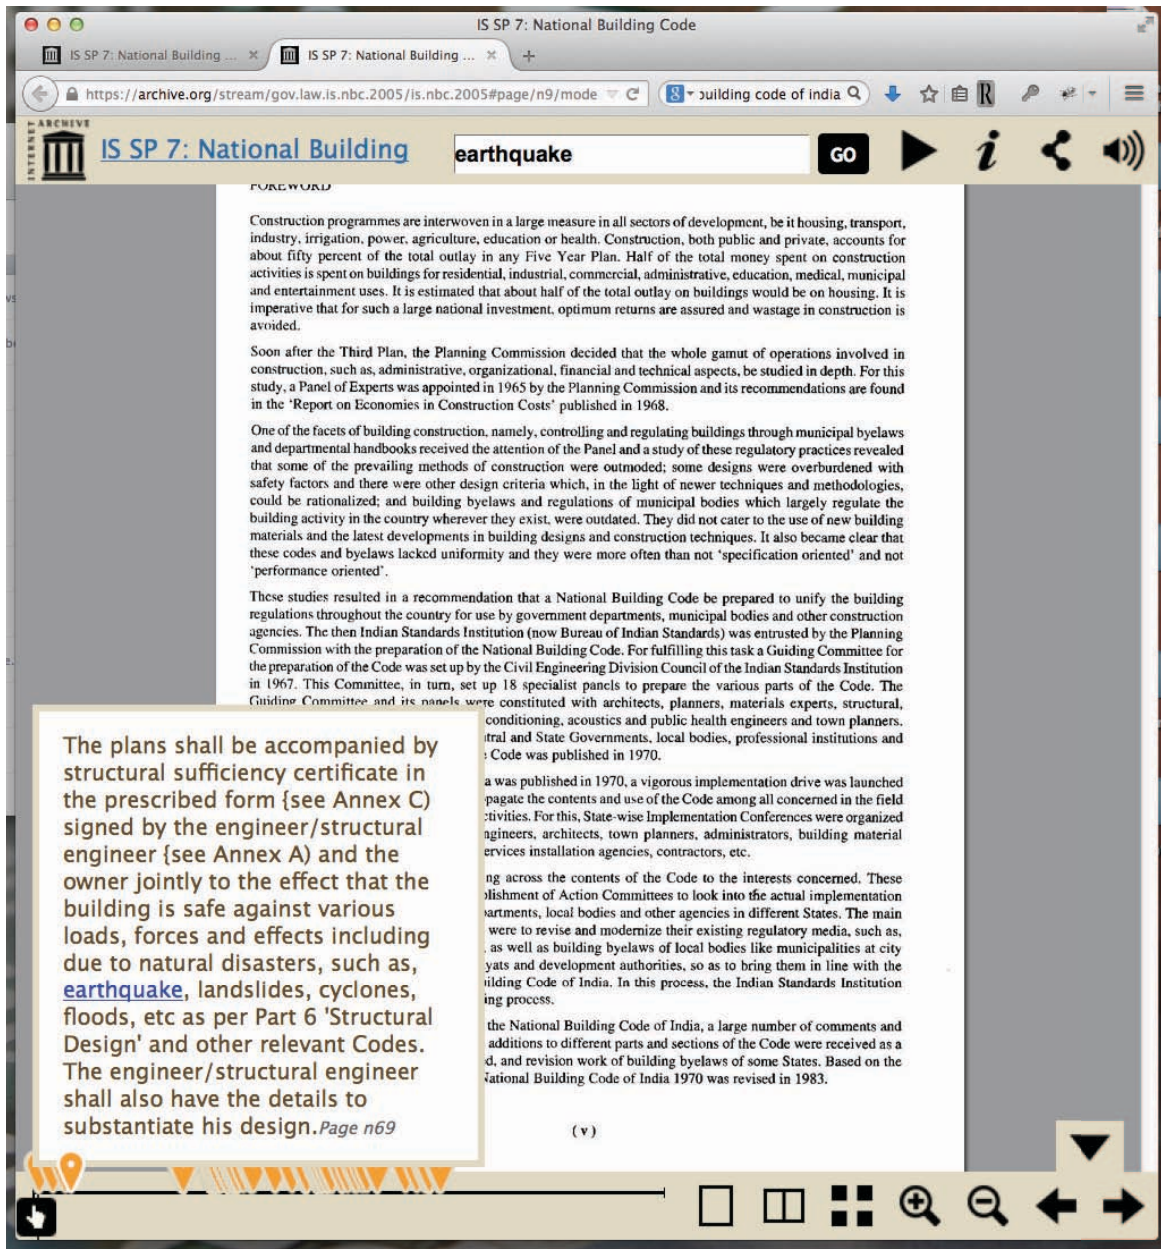 IS SP 7: National Building Code
IS SP 7: National Building ...
IS SP 7: National Building ...
https://archive.org/stream/gov.law.is.nbc.2005/is.nbc.2005#page/n9/mode
building code of india
INTERNET ARCHIVE
IS SP 7: National Building
earthquake
GO
FOREWORD
Construction programmes are interwoven in a large measure in all sectors of development, be it housing, transport,
industry, irrigation, power, agriculture, education or health. Construction, both public and private, accounts for
about fifty percent of the total outlay in any Five Year Plan. Half of the total money spent on construction
activities is spent on buildings for residential, industrial, commercial, administrative, education, medical, municipal
and entertainment uses. It is estimated that about half of the total outlay on buildings would be on housing. It is
imperative that for such a large national investment, optimum returns are assured and wastage in construction is
avoided.
Soon after the Third Plan, the Planning Commission decided that the whole gamut of operations involved in
construction, such as, administrative, organizational, financial and technical aspects, be studied in depth. For this
study, a Panel of Experts was appointed in 1965 by the Planning Commission and its recommendations are found
in the 'Report on Economies in Construction Costs' published in 1968.
One of the facets of building construction, namely, controlling and regulating buildings through municipal byelaws
and departmental handbooks received the attention of the Panel and a study of these regulatory practices revealed
that some of the prevailing methods of construction were outmoded; some designs were overburdened with
safety factors and there were other design criteria which, in the light of newer techniques and methodologies,
could be rationalized; and building byelaws and regulations of municipal bodies which largely regulate the
building activity in the country wherever they exist, were outdated. They did not cater to the use of new building
materials and the latest developments in building designs and construction techniques. It also became clear that
these codes and byelaws lacked uniformity and they were more often than not 'specification oriented' and not
'performance oriented'.
These studies resulted in a recommendation that a National Building Code be prepared to unify the building
regulations throughout the country for use by government departments, municipal bodies and other construction
agencies. The then Indian Standards Institution (now Bureau of Indian Standards) was entrusted by the Planning
Commission with the preparation of the National Building Code. For fulfilling this task a Guiding Committee for
the preparation of the Code was set up by the Civil Engineering Division Council of the Indian Standards Institution
in 1967. This Committee, in turn, set up 18 specialist panels to prepare the various parts of the Code. The
Guiding Committee and its panels were constituted with architects, planners, materials experts, structural,
conditioning, acoustics and public health engineers and town planners.
tral and State Governments, local bodies, professional institutions and
Code was published in 1970.
a was published in 1970, a vigorous implementation drive was launched
pagate the contents and use of the Code among all concerned in the field
ctivities. For this, State-wise Implementation Conferences were organized
ngineers, architects, town planners, administrators, building material
ervices installation agencies, contractors, etc.
ng across the contents of the Code to the interests concerned. These
lishment of Action Committees to look into the actual implementation
artments, local bodies and other agencies in different States. The main
were to revise and modernize their existing regulatory media, such as,
, as well as building byelaws of local bodies like municipalities at city
yats and development authorities, so as to bring them in line with the
ilding Code of India. In this process, the Indian Standards Institution
ing process.
the National Building Code of India, a large number of comments and
additions to different parts and sections of the Code were received as a
d, and revision work of building byelaws of some States. Based on the
National Building Code of India 1970 was revised in 1983.
The plans shall be accompanied by
structural sufficiency certificate in
the prescribed form {see Annex C)
signed by the engineer/structural
engineer {see Annex A) and the
owner jointly to the effect that the
building is safe against various
loads, forces and effects including
due to natural disasters, such as,
earthquake, landslides, cyclones,
floods, etc as per Part 6 'Structural
Design' and other relevant Codes.
The engineer/structural engineer
shall also have the details to
substantiate his design.Page n69
(v)